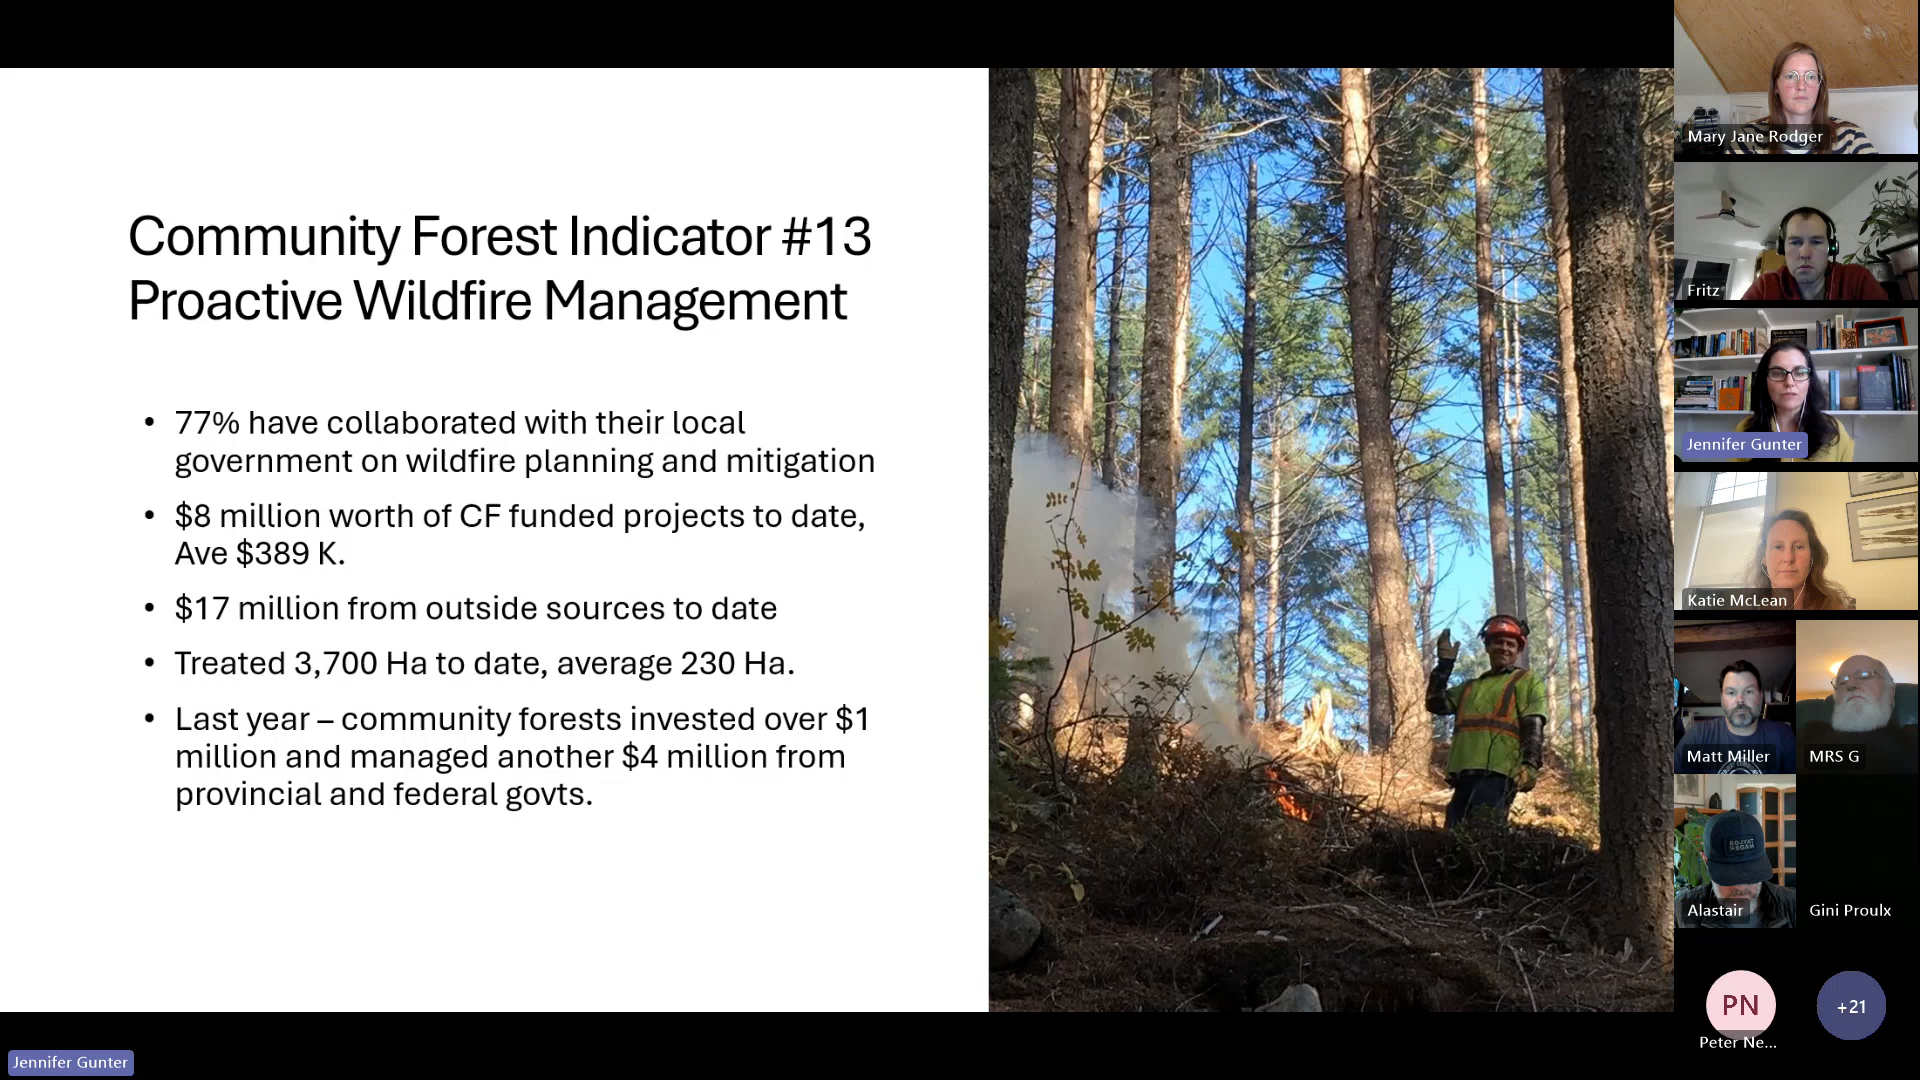 Community Forest Indicator #13
Proactive Wildfire Management
• 77% have collaborated with their local
government on wildfire planning and mitigation
• $8 million worth of CF funded projects to date,
Ave $389 K.
• $17 million from outside sources to date
• Treated 3,700 Ha to date, average 230 Ha.
• Last year – community forests invested over $1
million and managed another $4 million from
provincial and federal govts.
Jennifer Gunter
Mary Jane Rodger
Fritz
Jennifer Gunter
Katie McLean
Matt Miller
MRS G
Alastair
Gini Proulx
PN
Peter Ne...
+21